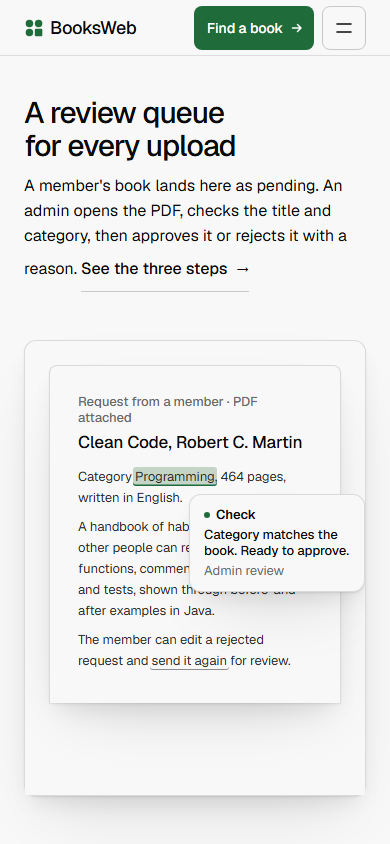 BooksWeb
Find a book →
A review queue
for every upload
A member's book lands here as pending. An
admin opens the PDF, checks the title and
category, then approves it or rejects it with a
reason. See the three steps →
Request from a member · PDF
attached
Clean Code, Robert C. Martin
Category Programming, 464 pages,
written in English.
A handbook of
other people can
functions,
and tests, shown through before-and-
after examples in Java.
Check
Category matches the
book. Ready to approve.
Admin review
The member can edit a rejected
request and send it again for review.